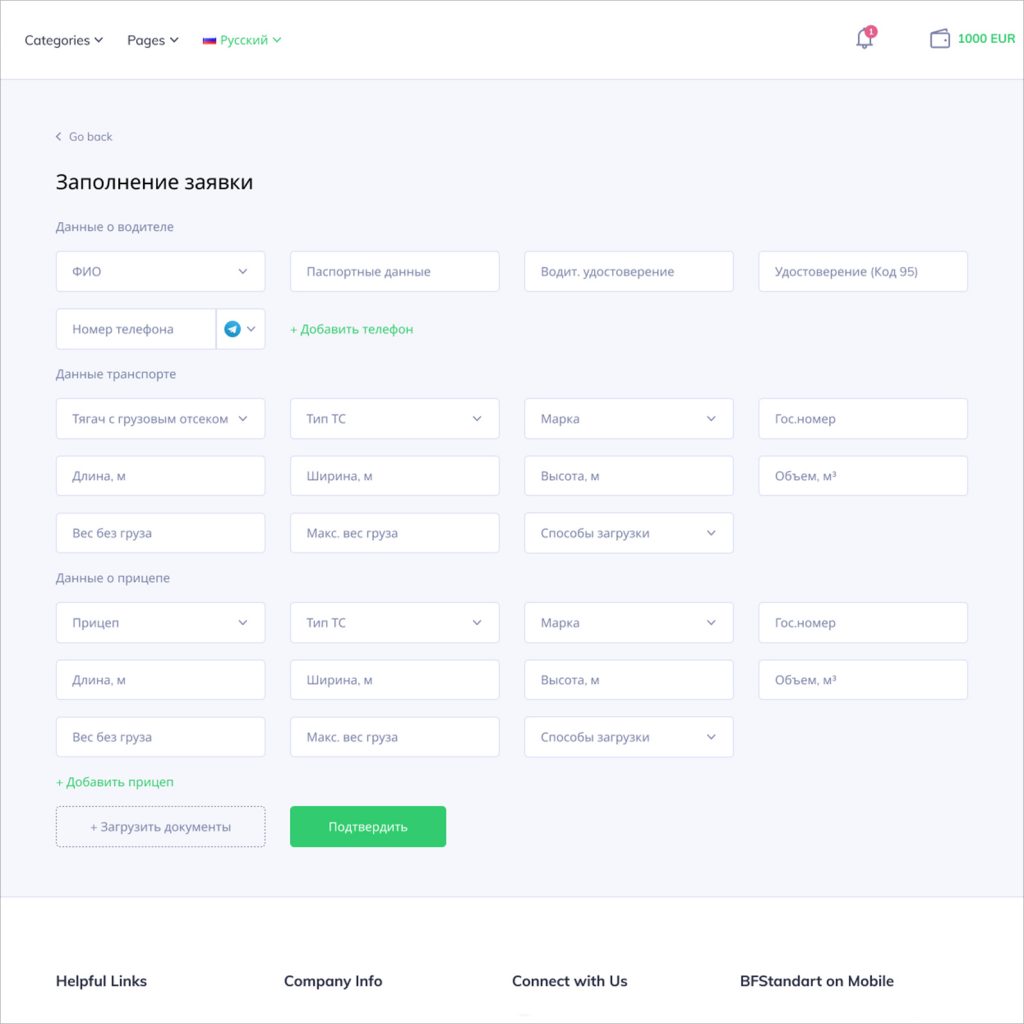 Categories Pages Русский 1 1000 EUR
Go back
Заполнение заявки
Данные о водителе
ФИО Паспортные данные Водит. удостоверение Удостоверение (Код 95)
Номер телефона + Добавить телефон
Данные транспорте
Тягач с грузовым отсеком Тип ТС Марка Гос.номер
Длина, м Ширина, м Высота, м Объем, м³
Вес без груза Макс. вес груза Способы загрузки
Данные о прицепе
Прицеп Тип ТС Марка Гос.номер
Длина, м Ширина, м Высота, м Объем, м³
Вес без груза Макс. вес груза Способы загрузки
+ Добавить прицеп
+ Загрузить документы Подтвердить
Helpful Links Company Info Connect with Us BFStandart on Mobile